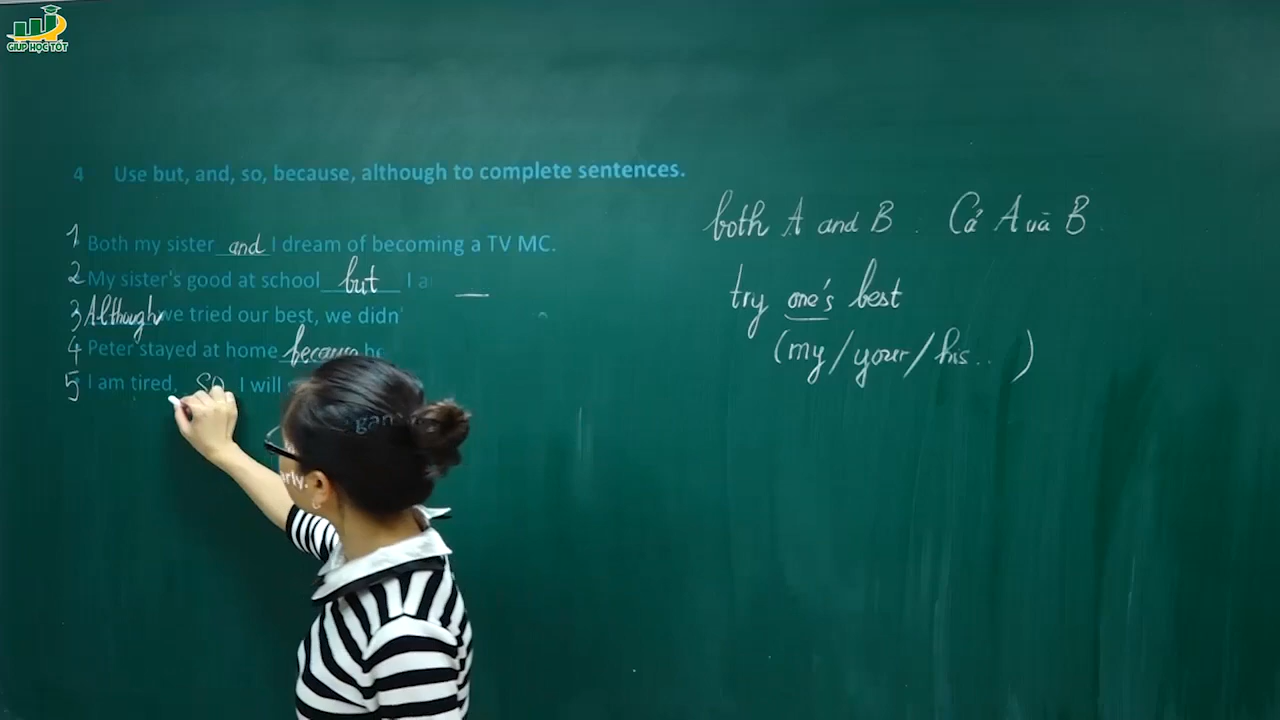 GIÚP HỌC TỐT
4 Use but, and, so, because, although to complete sentences.
1 Both my sister and I dream of becoming a TV MC.
2 My sister's good at school but I a
3 Although we tried our best, we didn'
4 Peter stayed at home because he
5 I am tired, so I will
gam
arly.
both A and B. Cả A và B.
try one's best
(my/your/his.. )